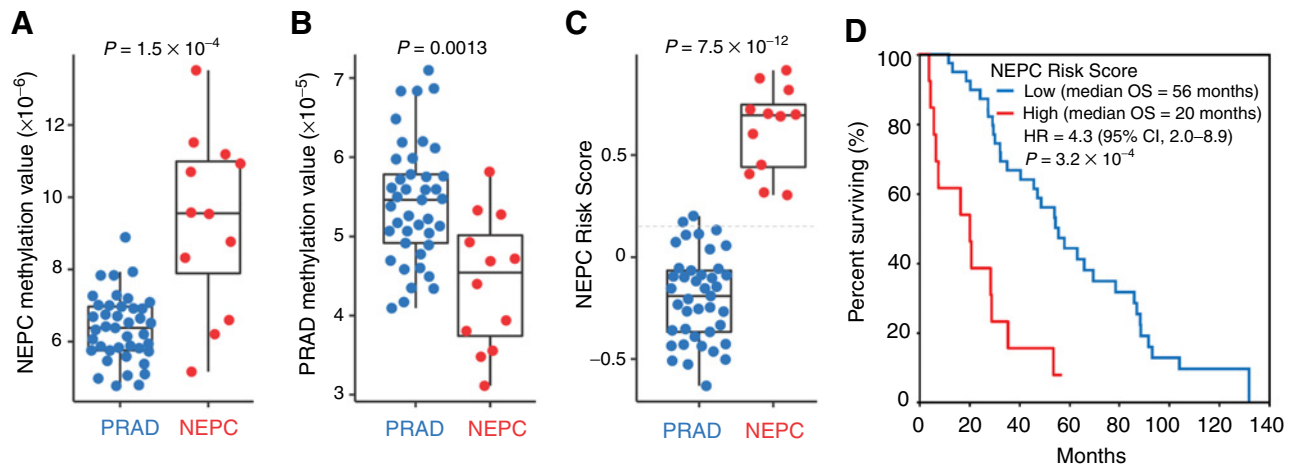 A
P = 1.5 × 10⁻⁴
NEPC methylation value (×10⁻⁶)
12
10
8
6
PRAD
NEPC
B
P = 0.0013
PRAD methylation value (×10⁻⁵)
7
6
5
4
3
PRAD
NEPC
C
P = 7.5 × 10⁻¹²
NEPC Risk Score
0.5
0
−0.5
PRAD
NEPC
D
Percent surviving (%)
100
80
60
40
20
0
NEPC Risk Score
Low (median OS = 56 months)
High (median OS = 20 months)
HR = 4.3 (95% CI, 2.0–8.9)
P = 3.2 × 10⁻⁴
0 20 40 60 80 100 120 140
Months